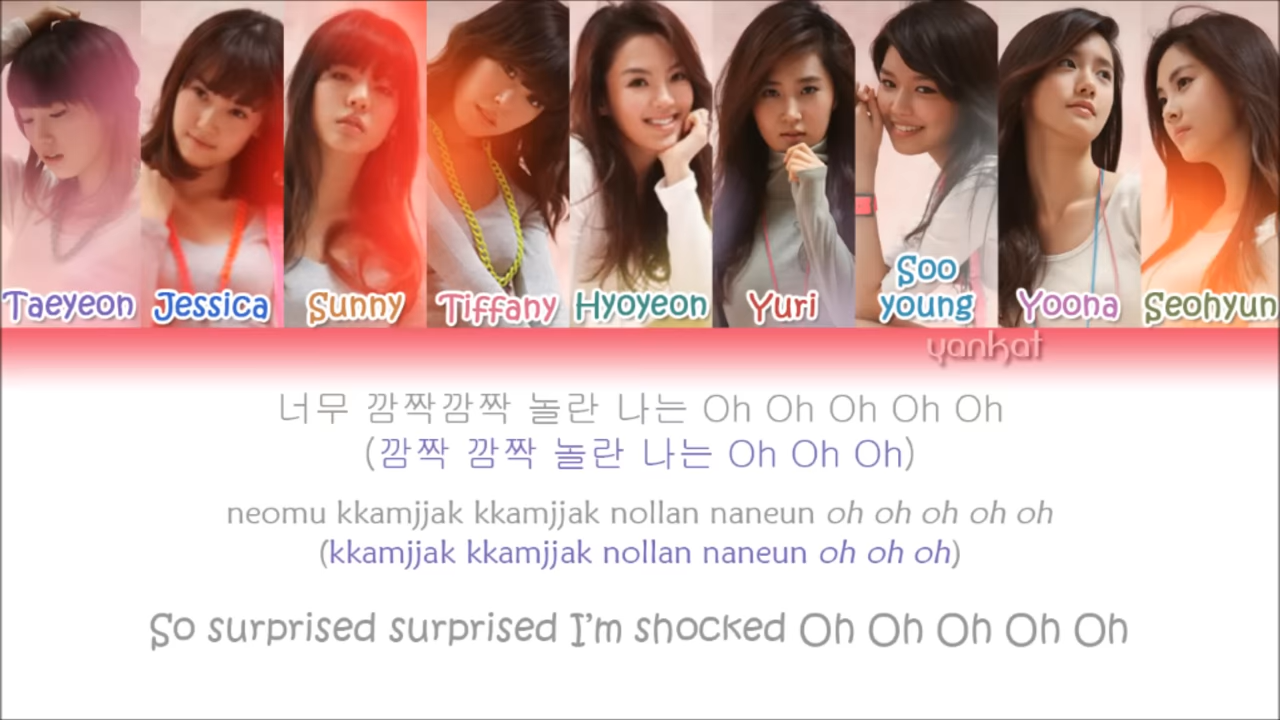 Taeyeon Jessica Sunny Tiffany Hyoyeon Yuri Soo young Yoona Seohyun
yankat
너무 깜짝깜짝 놀란 나는 Oh Oh Oh Oh Oh
(깜짝 깜짝 놀란 나는 Oh Oh Oh)
neomu kkamjjak kkamjjak nollan naneun oh oh oh oh oh
(kkamjjak kkamjjak nollan naneun oh oh oh)
So surprised surprised I'm shocked Oh Oh Oh Oh Oh